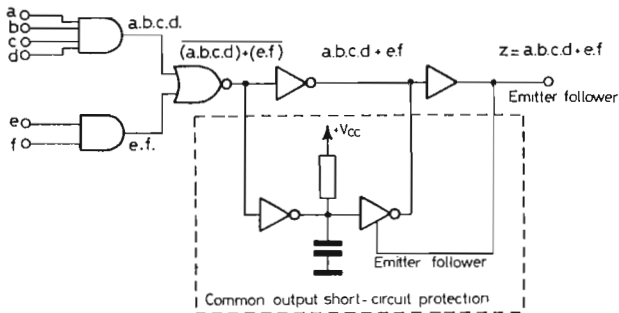 a
b
c
d
a.b.c.d.
e
f
e.f.
(a.b.c.d)+(e.f)
a.b.c.d + e.f
z = a.b.c.d + e.f
Emitter follower
+Vcc
Emitter follower
Common output short-circuit protection